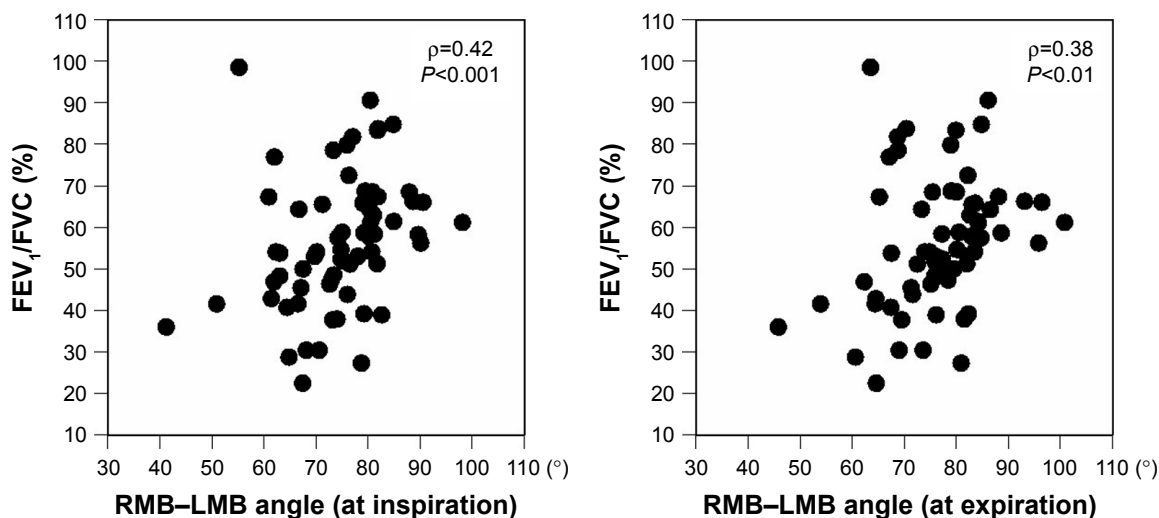 110
100
90
80
70
60
50
40
30
20
10
FEV₁/FVC (%)
ρ=0.42
P<0.001
30 40 50 60 70 80 90 100 110 (°)
RMB–LMB angle (at inspiration)
110
100
90
80
70
60
50
40
30
20
10
FEV₁/FVC (%)
ρ=0.38
P<0.01
30 40 50 60 70 80 90 100 110 (°)
RMB–LMB angle (at expiration)